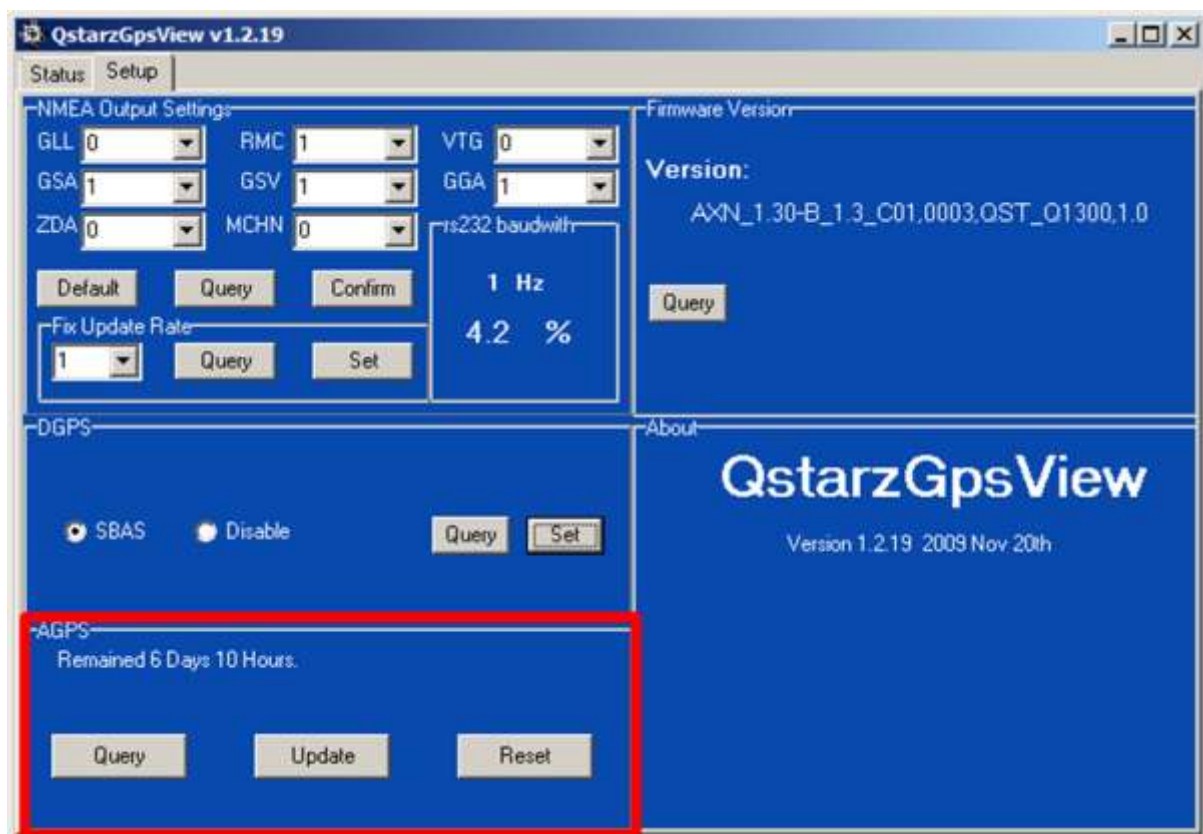 QstarzGpsView v1.2.19
Status Setup
NMEA Output Settings
GLL 0 RMC 1 VTG 0
GSA 1 GSV 1 GGA 1
ZDA 0 MCHN 0
rs232 baudwith
1 Hz
4.2 %
Default Query Confirm
Fix Update Rate
1 Query Set
Firmware Version
Version:
AXN_1.30-B_1.3_C01,0003,QST_Q1300,1.0
Query
DGPS
SBAS Disable Query Set
About
QstarzGpsView
Version 1.2.19 2009 Nov 20th
AGPS
Remained 6 Days 10 Hours.
Query Update Reset